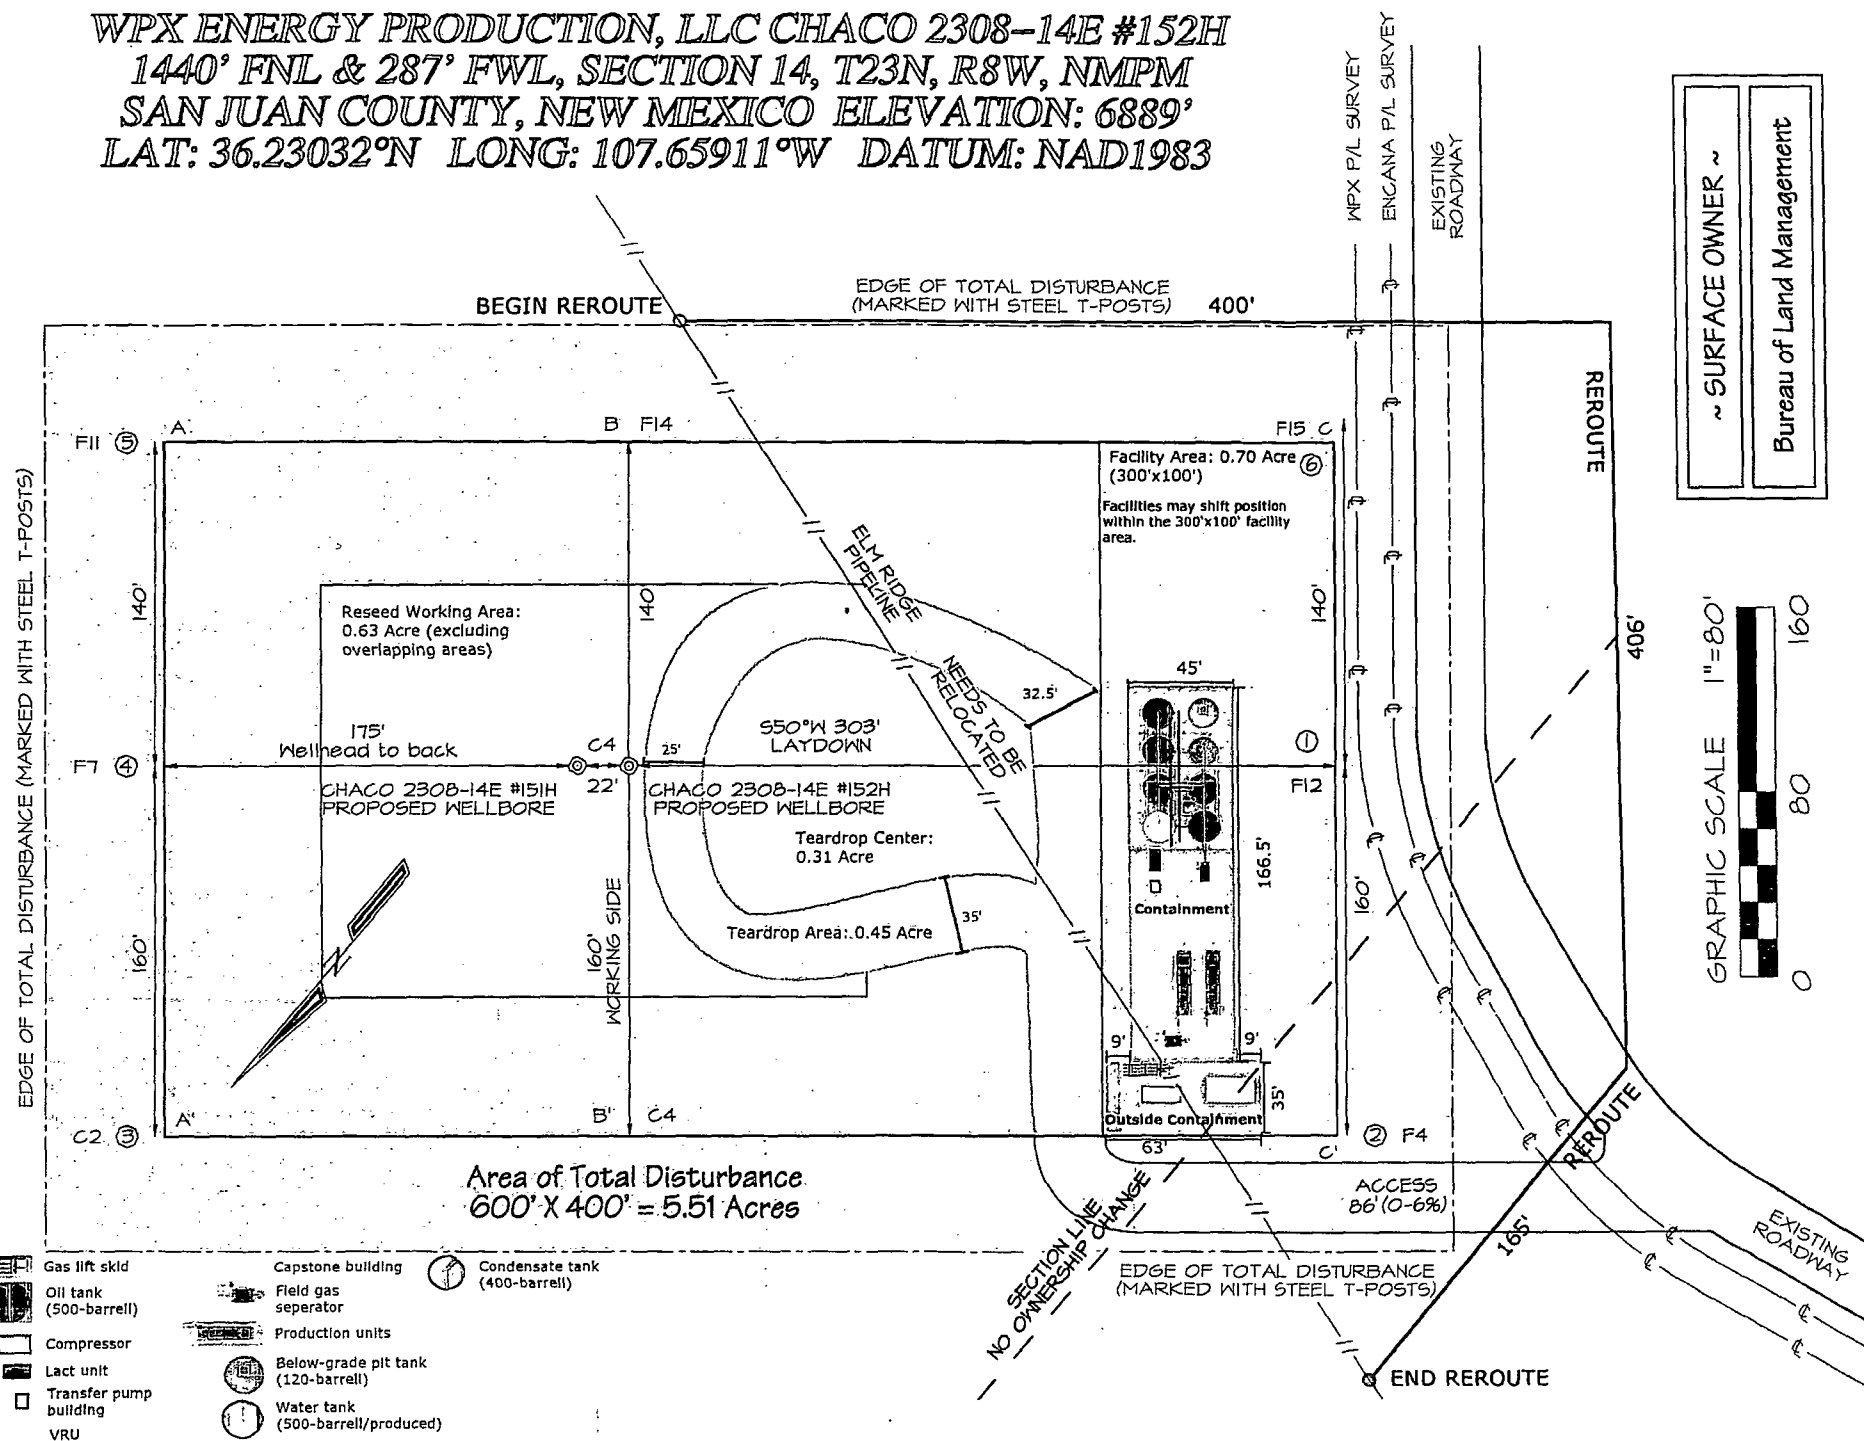 WPX ENERGY PRODUCTION, LLC CHACO 2308-14E #152H
1440' FNL & 287' FWL, SECTION 14, T23N, R8W, NMPM
SAN JUAN COUNTY, NEW MEXICO ELEVATION: 6889'
LAT: 36.23032°N LONG: 107.65911°W DATUM: NAD1983
WPX P/L SURVEY
ENCANA P/L SURVEY
EXISTING
ROADWAY
~ SURFACE OWNER ~
Bureau of Land Management
BEGIN REROUTE
EDGE OF TOTAL DISTURBANCE
(MARKED WITH STEEL T-POSTS)
400'
REROUTE
F11 5
A
B F14
F15 C
Facility Area: 0.70 Acre
(300'x100')
6
Facilities may shift position
within the 300'x100' facility
area.
EDGE OF TOTAL DISTURBANCE (MARKED WITH STEEL T-POSTS)
140'
140'
140'
ELM RIDGE
PIPELINE
Reseed Working Area:
0.63 Acre (excluding
overlapping areas)
NEEDS TO BE
RELOCATED
32.5'
45'
406'
GRAPHIC SCALE 1"=80'
160
80
0
175'
Wellhead to back
C4
25'
S50°W 303'
LAYDOWN
1
F7 4
22'
F12
CHACO 2308-14E #151H
PROPOSED WELLBORE
CHACO 2308-14E #152H
PROPOSED WELLBORE
Teardrop Center:
0.31 Acre
166.5'
Containment
160'
160'
WORKING SIDE
160'
35'
Teardrop Area: 0.45 Acre
N
9'
9'
35'
Outside Containment
C2 3
A'
B' C4
63'
C'
2 F4
REROUTE
Area of Total Disturbance
600' X 400' = 5.51 Acres
ACCESS
86' (0-6%)
165'
EXISTING
ROADWAY
SECTION LINE
NO OWNERSHIP CHANGE
EDGE OF TOTAL DISTURBANCE
(MARKED WITH STEEL T-POSTS)
END REROUTE
Gas lift skid
Oil tank
(500-barrell)
Compressor
Lact unit
Transfer pump
building
VRU
Capstone building
Field gas
seperator
Production units
Below-grade pit tank
(120-barrell)
Water tank
(500-barrell/produced)
Condensate tank
(400-barrell)